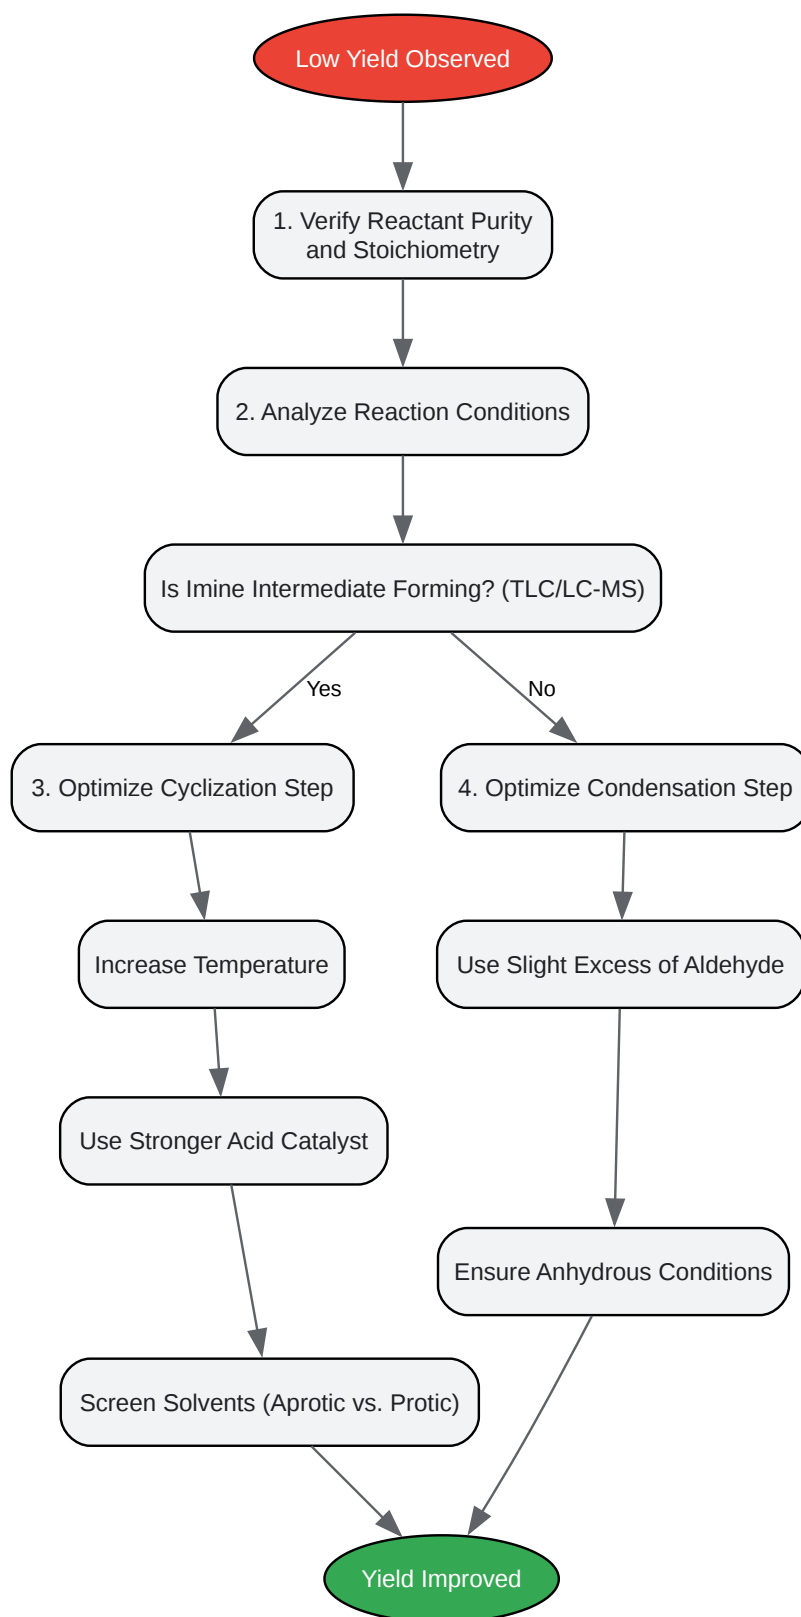 Low Yield Observed
1. Verify Reactant Purity
and Stoichiometry
2. Analyze Reaction Conditions
Is Imine Intermediate Forming? (TLC/LC-MS)
Yes
No
3. Optimize Cyclization Step
4. Optimize Condensation Step
Increase Temperature
Use Slight Excess of Aldehyde
Use Stronger Acid Catalyst
Ensure Anhydrous Conditions
Screen Solvents (Aprotic vs. Protic)
Yield Improved